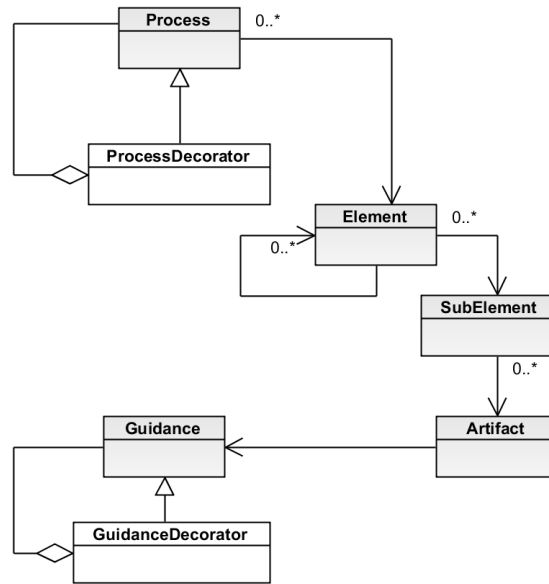 Process
0..*
ProcessDecorator
Element
0..*
0..*
SubElement
0..*
Guidance
Artifact
GuidanceDecorator